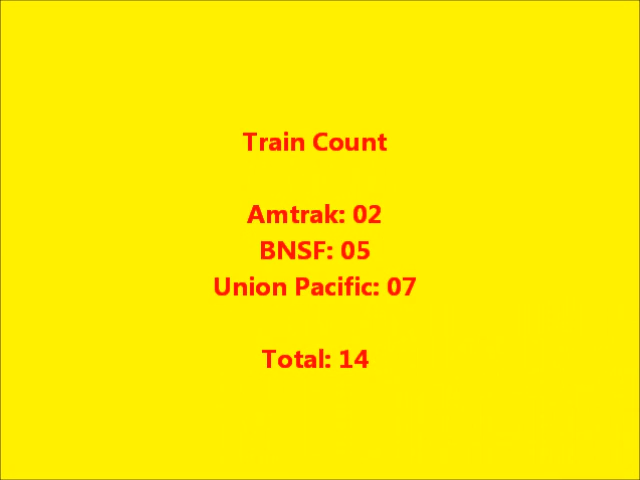 Train Count
Amtrak: 02
BNSF: 05
Union Pacific: 07
Total: 14